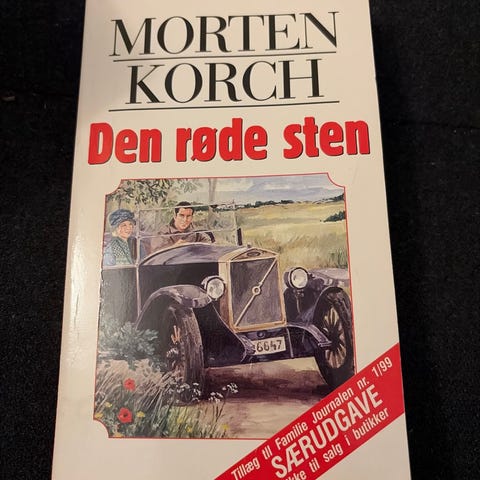 MORTEN
KORCH
Den røde sten
6647
Tillæg til Familie Journalen nr. 1/99
SÆRUDGAVE
ikke til salg i butikker